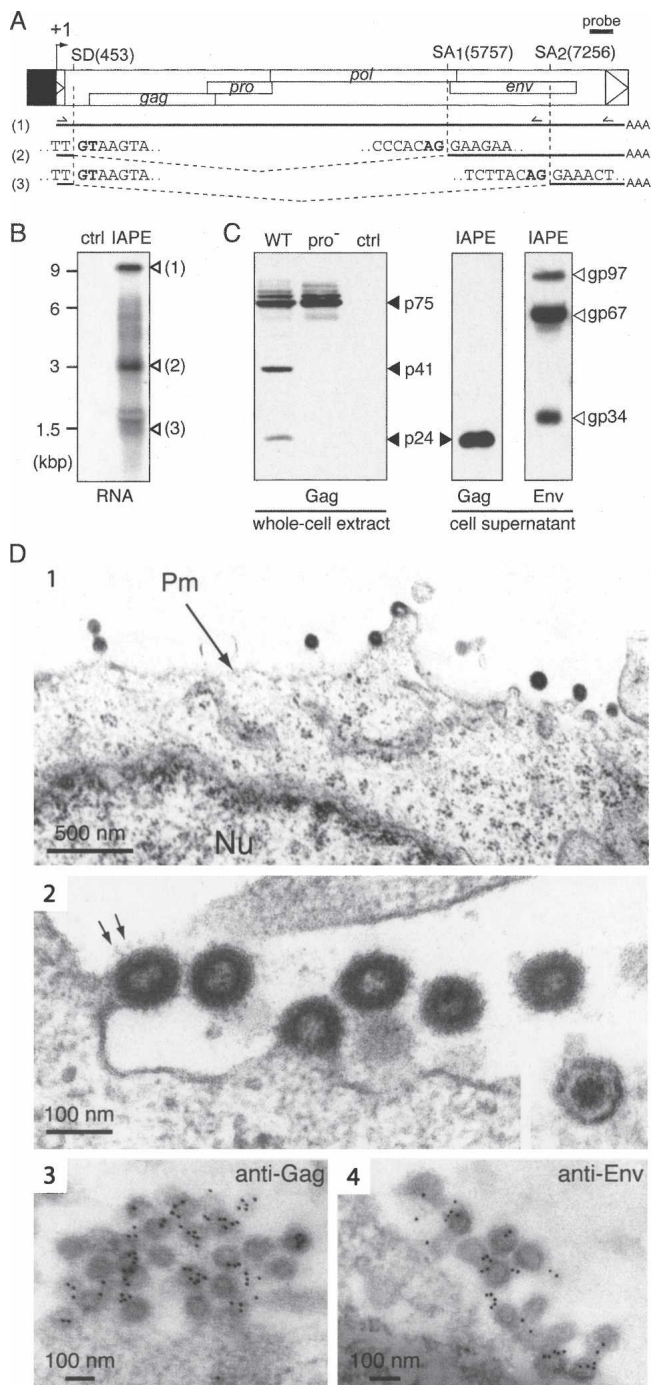 A
probe
+1
SD(453)
SA1(5757) SA2(7256)
pol
pro
env
gag
(1)
AAA
TT GTAAGTA.. ..CCCACAG GAAGAA..
(2)
AAA
TT GTAAGTA.. ..TCTTACAG GAAACT..
(3)
AAA
B
ctrl IAPE
9
(1)
6
3
(2)
1.5
(3)
(kbp)
RNA
C
WT pro- ctrl
IAPE
IAPE
p75
p41
p24
gp97
gp67
gp34
Gag
whole-cell extract
Gag Env
cell supernatant
D
1
Pm
Nu
500 nm
2
100 nm
3
anti-Gag
100 nm
4
anti-Env
100 nm